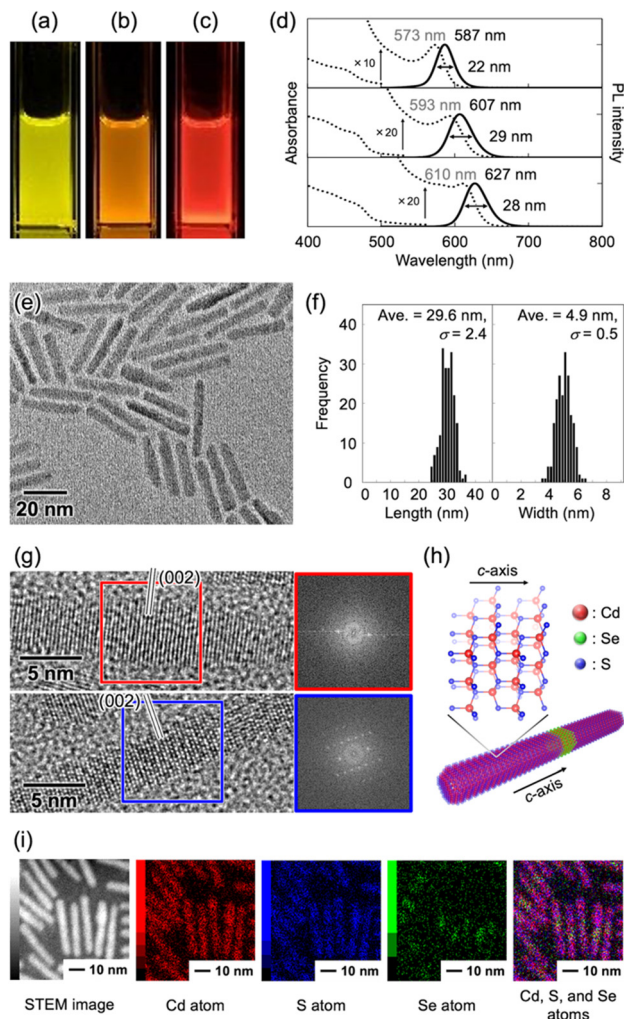 (a)
(b)
(c)
(d)
573 nm 587 nm
×10
22 nm
593 nm 607 nm
×20
29 nm
610 nm 627 nm
×20
28 nm
Absorbance
PL intensity
400 500 600 700 800
Wavelength (nm)
(e)
20 nm
(f)
Ave. = 29.6 nm,
σ = 2.4
Ave. = 4.9 nm,
σ = 0.5
Frequency
40
30
20
10
0
0 10 20 30 40
Length (nm)
0 2 4 6 8
Width (nm)
(g)
(002)
5 nm
(002)
5 nm
(h)
c-axis
: Cd
: Se
: S
c-axis
(i)
10 nm
10 nm
10 nm
10 nm
10 nm
STEM image
Cd atom
S atom
Se atom
Cd, S, and Se
atoms